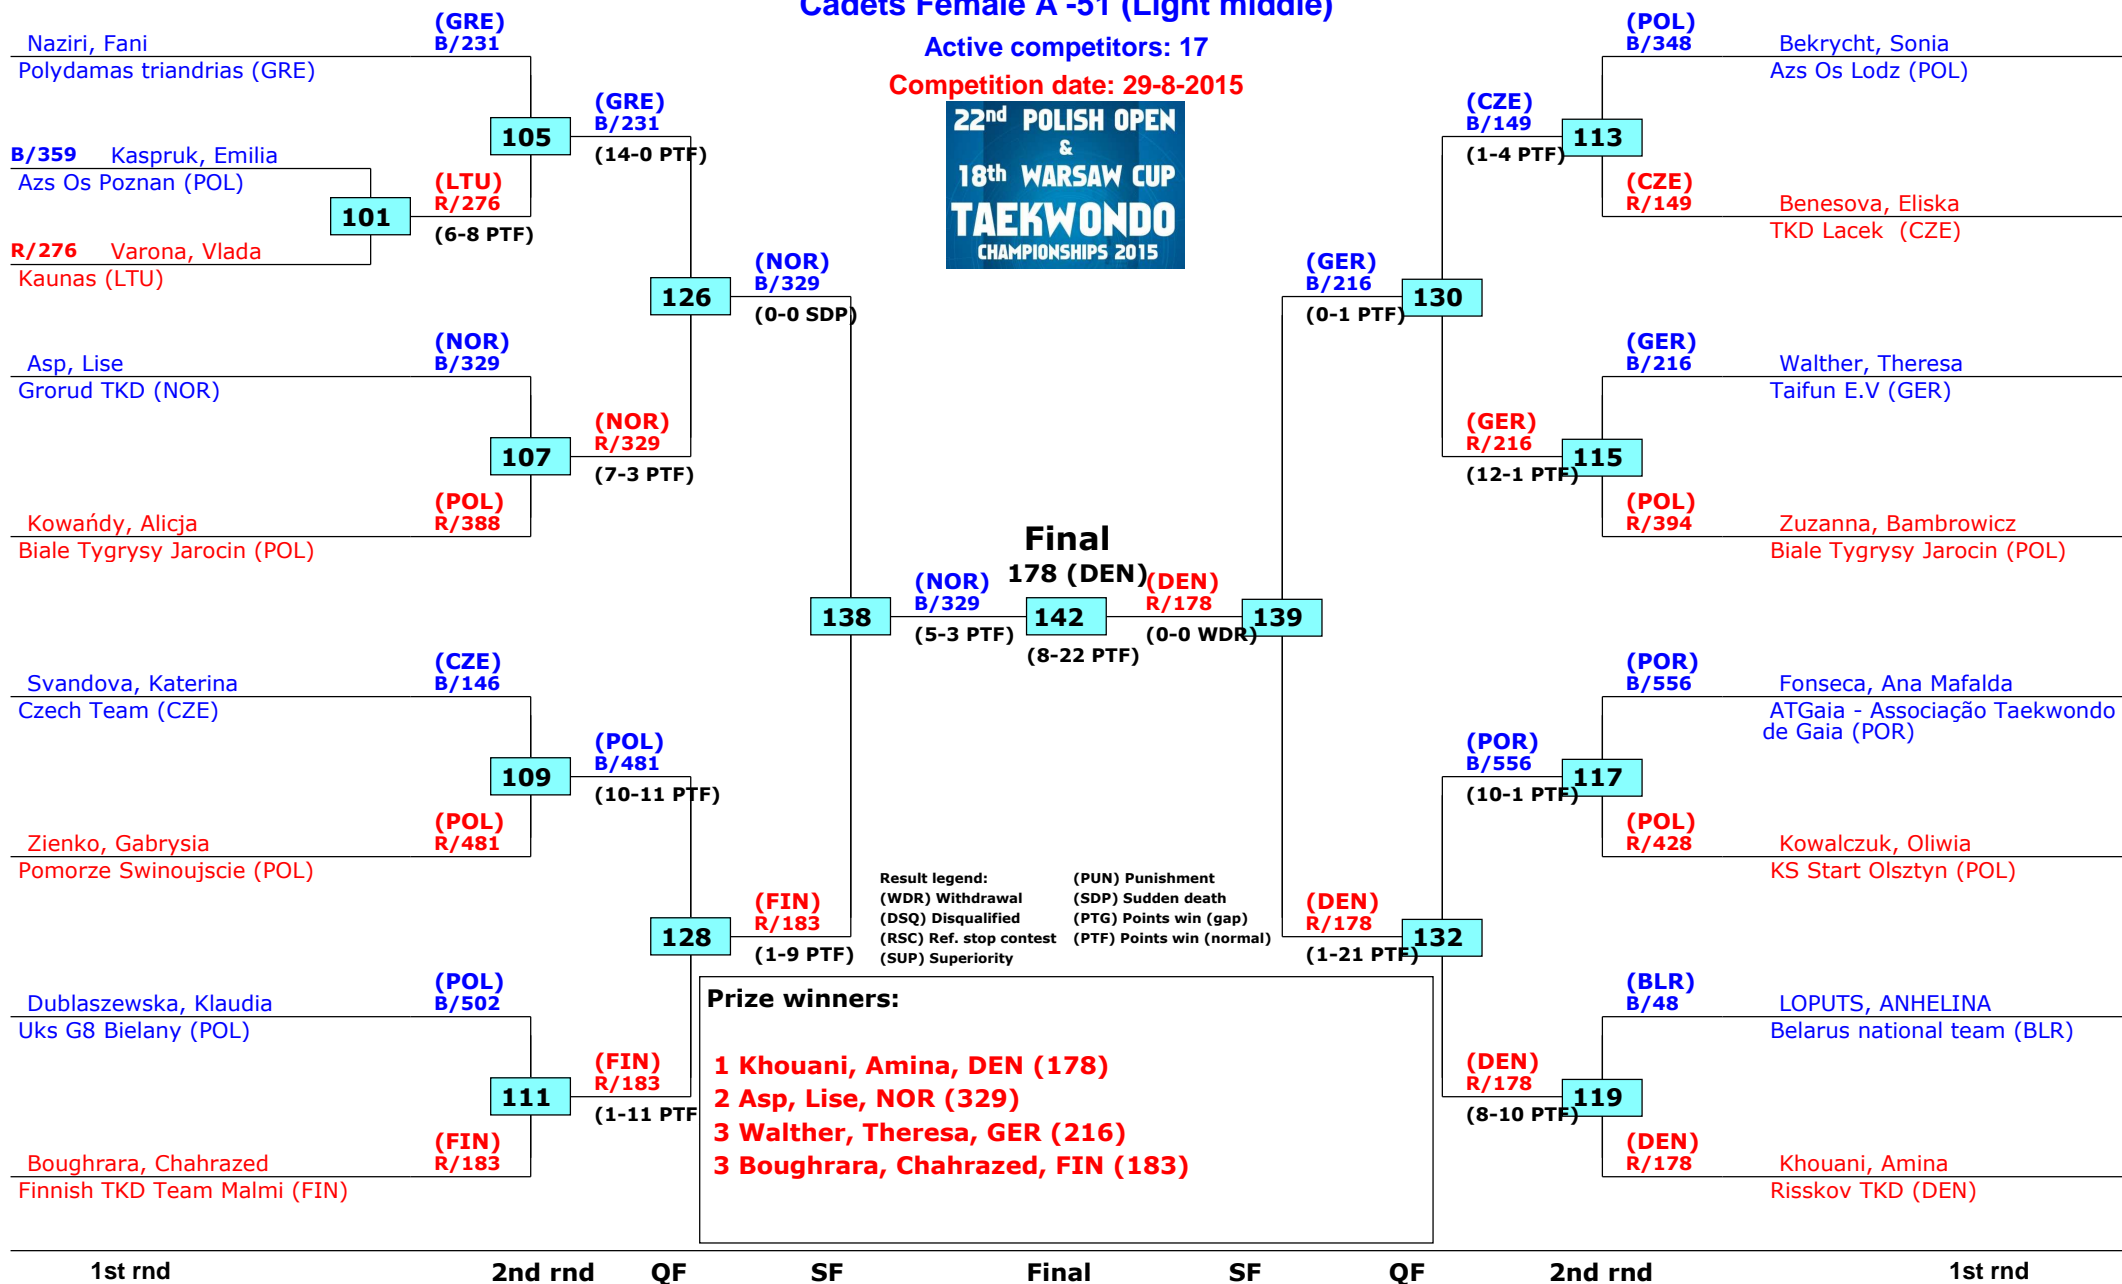 Cadets Female A -51 (Light middle)
Active competitors: 17
Competition date: 29-8-2015
22nd POLISH OPEN
&
18th WARSAW CUP
TAEKWONDO
CHAMPIONSHIPS 2015
Naziri, Fani
Polydamas triandrias (GRE)
(GRE)
B/231
B/359 Kaspruk, Emilia
Azs Os Poznan (POL)
R/276 Varona, Vlada
Kaunas (LTU)
101
(LTU)
R/276
(6-8 PTF)
105
(GRE)
B/231
(14-0 PTF)
Asp, Lise
Grorud TKD (NOR)
(NOR)
B/329
Kowańdy, Alicja
Biale Tygrysy Jarocin (POL)
(POL)
R/388
107
(NOR)
R/329
(7-3 PTF)
126
(NOR)
B/329
(0-0 SDP)
Svandova, Katerina
Czech Team (CZE)
(CZE)
B/146
Zienko, Gabrysia
Pomorze Swinoujscie (POL)
(POL)
R/481
109
(POL)
B/481
(10-11 PTF)
Dublaszewska, Klaudia
Uks G8 Bielany (POL)
(POL)
B/502
Boughrara, Chahrazed
Finnish TKD Team Malmi (FIN)
(FIN)
R/183
111
(FIN)
R/183
(1-11 PTF
128
(FIN)
R/183
(1-9 PTF)
138
(NOR)
B/329
(5-3 PTF)
Final
178 (DEN)
142
(8-22 PTF)
(DEN)
R/178
(0-0 WDR)
139
(GER)
B/216
(0-1 PTF)
130
(CZE)
B/149
(1-4 PTF)
113
(POL)
B/348
Bekrycht, Sonia
Azs Os Lodz (POL)
(CZE)
R/149
Benesova, Eliska
TKD Lacek (CZE)
(GER)
R/216
(12-1 PTF)
115
(GER)
B/216
Walther, Theresa
Taifun E.V (GER)
(POL)
R/394
Zuzanna, Bambrowicz
Biale Tygrysy Jarocin (POL)
(DEN)
R/178
(1-21 PTF)
132
(POR)
B/556
(10-1 PTF)
117
(POR)
B/556
Fonseca, Ana Mafalda
ATGaia - Associação Taekwondo
de Gaia (POR)
(POL)
R/428
Kowalczuk, Oliwia
KS Start Olsztyn (POL)
(DEN)
R/178
(8-10 PTF)
119
(BLR)
B/48
LOPUTS, ANHELINA
Belarus national team (BLR)
(DEN)
R/178
Khouani, Amina
Risskov TKD (DEN)
Result legend:
(WDR) Withdrawal
(DSQ) Disqualified
(RSC) Ref. stop contest
(SUP) Superiority
(PUN) Punishment
(SDP) Sudden death
(PTG) Points win (gap)
(PTF) Points win (normal)
Prize winners:
1 Khouani, Amina, DEN (178)
2 Asp, Lise, NOR (329)
3 Walther, Theresa, GER (216)
3 Boughrara, Chahrazed, FIN (183)
1st rnd 2nd rnd QF SF Final SF QF 2nd rnd 1st rnd